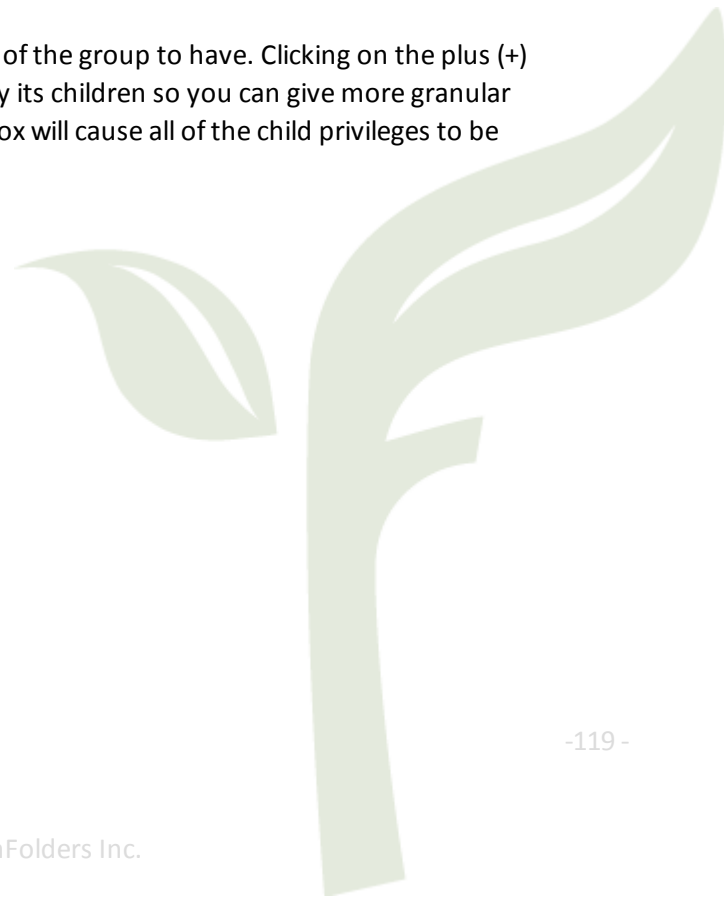 of the group to have. Clicking on the plus (+)
y its children so you can give more granular
ox will cause all of the child privileges to be
-119 -
Folders Inc.